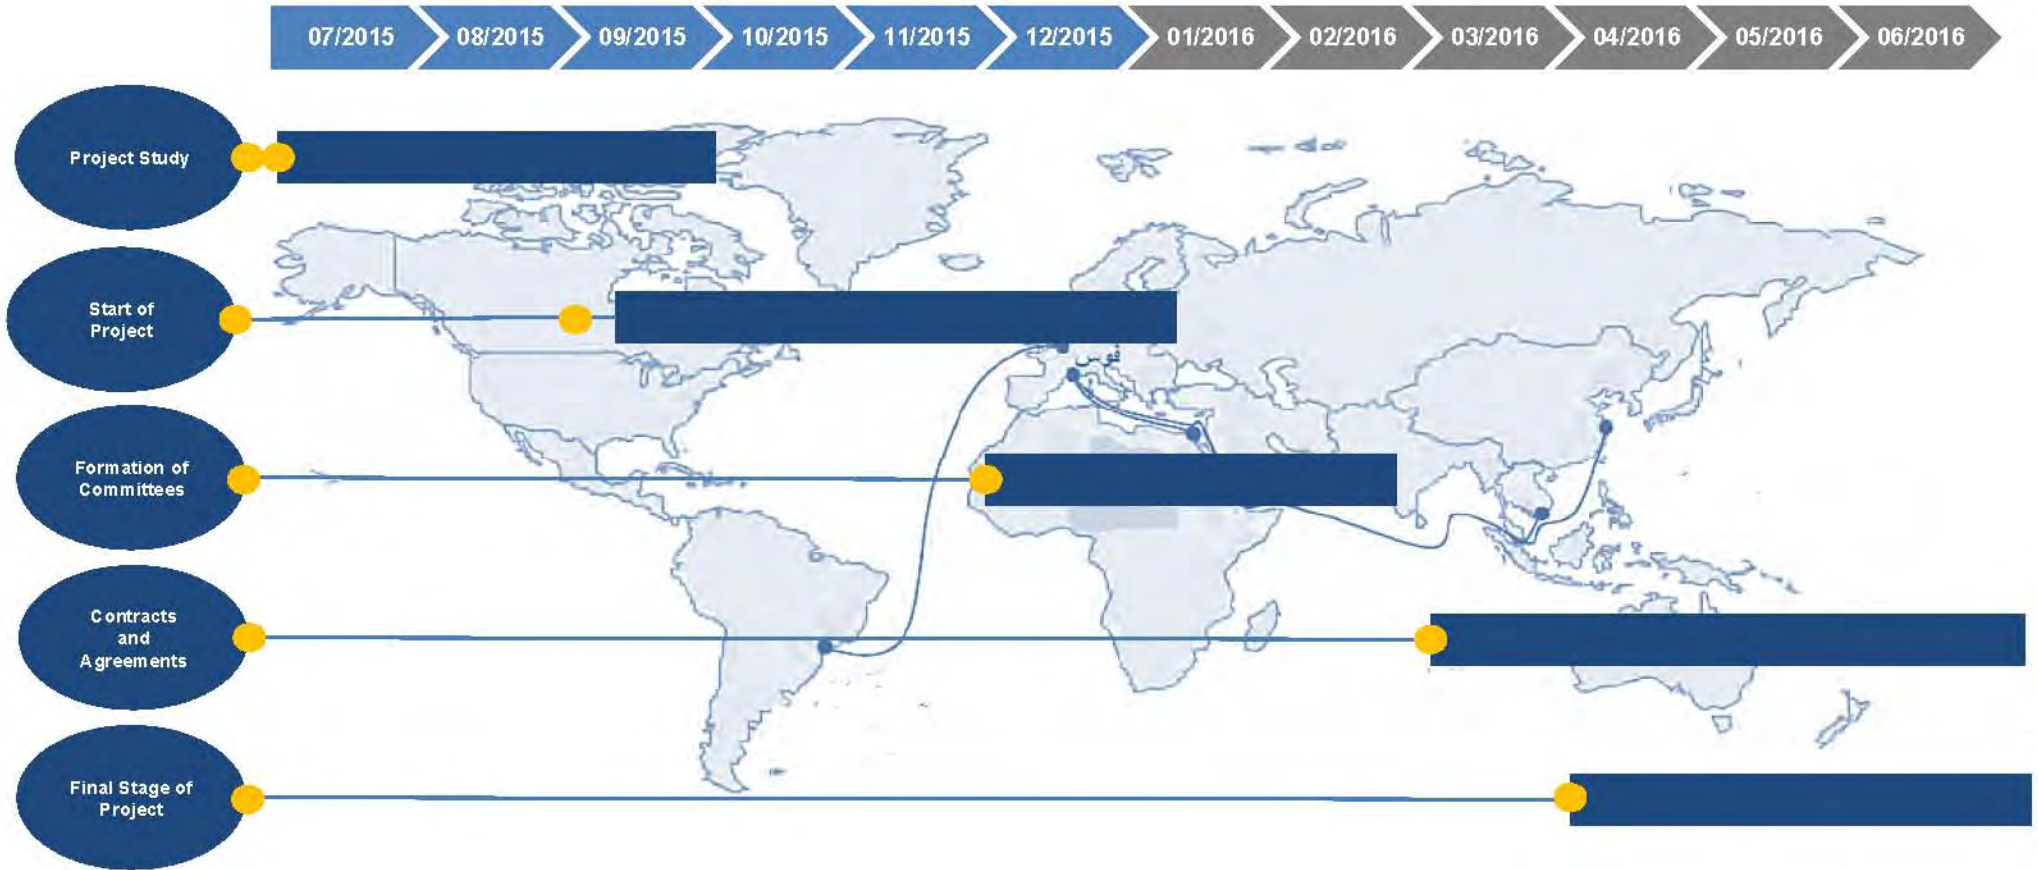 07/2015 08/2015 09/2015 10/2015 11/2015 12/2015 01/2016 02/2016 03/2016 04/2016 05/2016 06/2016
Project Study
Start of
Project
Formation of
Committees
Contracts
and
Agreements
Final Stage of
Project